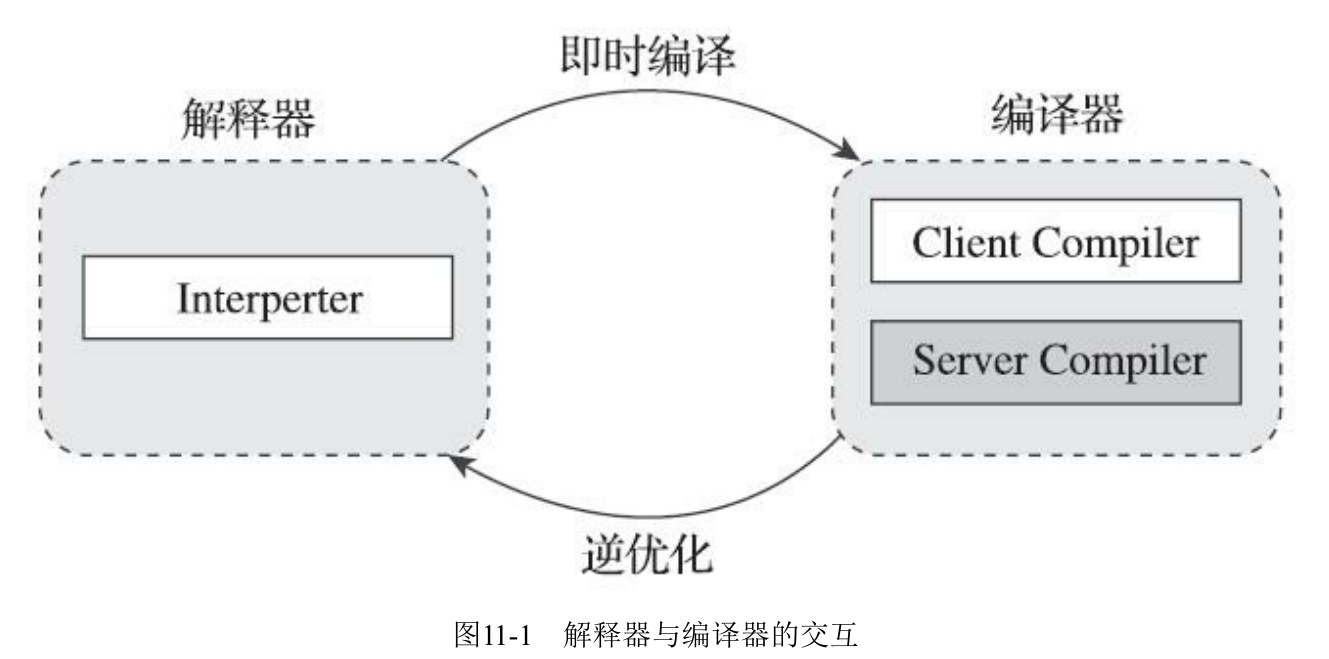 即时编译
解释器
编译器
Interperter
Client Compiler
Server Compiler
逆优化
图11-1 解释器与编译器的交互